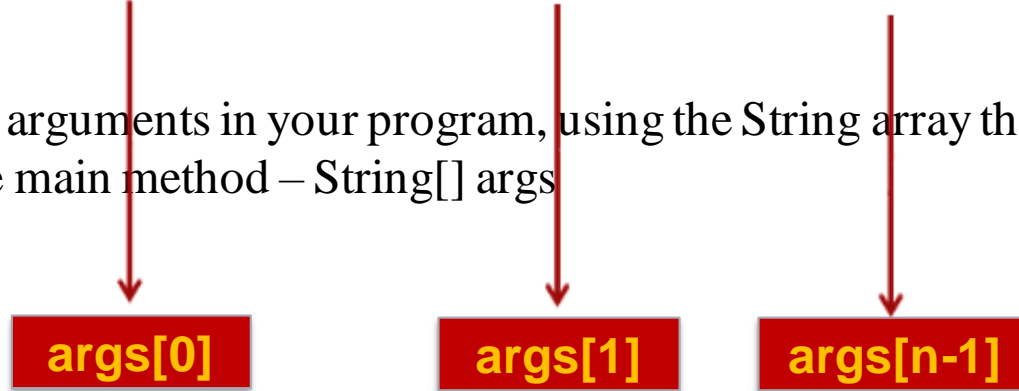 arguments in your program, using the String array th
main method – String[] args
args[0] args[1] args[n-1]